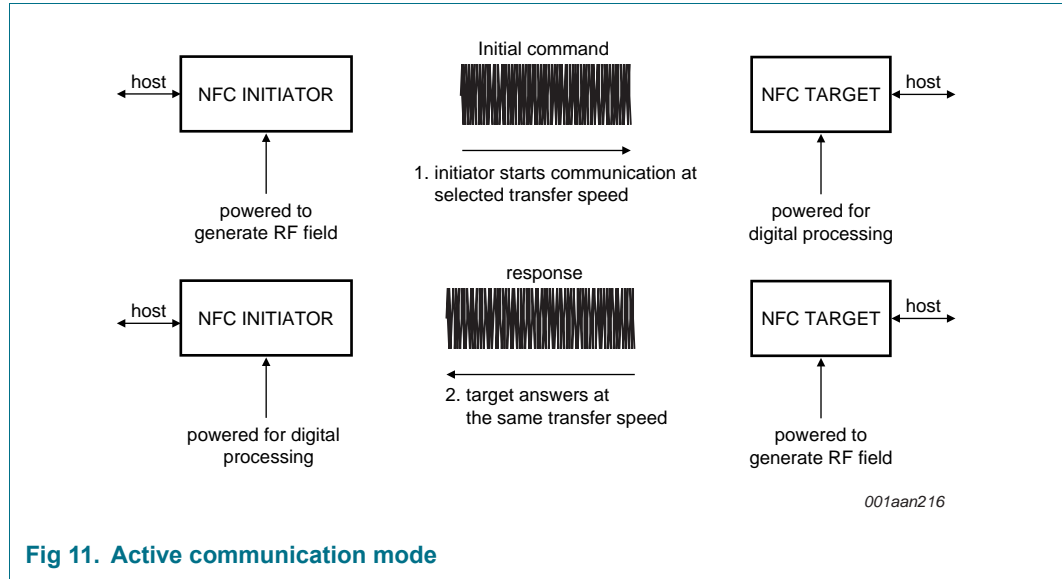 Initial command
host
NFC INITIATOR
NFC TARGET
host
1. initiator starts communication at
selected transfer speed
powered to
generate RF field
powered for
digital processing
response
host
NFC INITIATOR
NFC TARGET
host
2. target answers at
the same transfer speed
powered for digital
processing
powered to
generate RF field
001aan216
Fig 11. Active communication mode